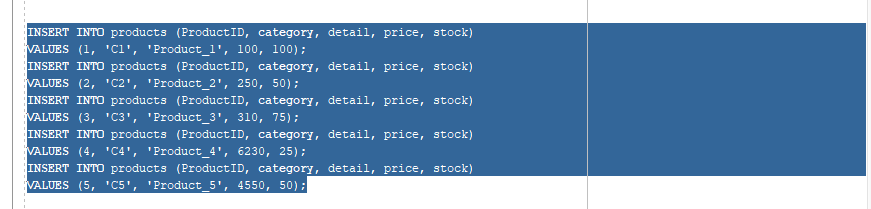 INSERT INTO products (ProductID, category, detail, price, stock)
VALUES (1, 'C1', 'Product_1', 100, 100);
INSERT INTO products (ProductID, category, detail, price, stock)
VALUES (2, 'C2', 'Product_2', 250, 50);
INSERT INTO products (ProductID, category, detail, price, stock)
VALUES (3, 'C3', 'Product_3', 310, 75);
INSERT INTO products (ProductID, category, detail, price, stock)
VALUES (4, 'C4', 'Product_4', 6230, 25);
INSERT INTO products (ProductID, category, detail, price, stock)
VALUES (5, 'C5', 'Product_5', 4550, 50);